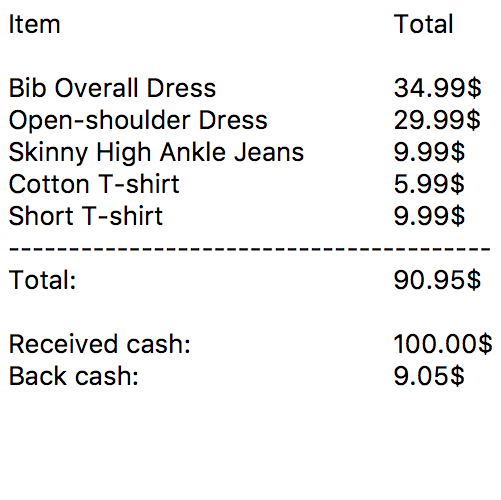 Item Total
Bib Overall Dress 34.99$
Open-shoulder Dress 29.99$
Skinny High Ankle Jeans 9.99$
Cotton T-shirt 5.99$
Short T-shirt 9.99$
----------------------------------------
Total: 90.95$
Received cash: 100.00$
Back cash: 9.05$